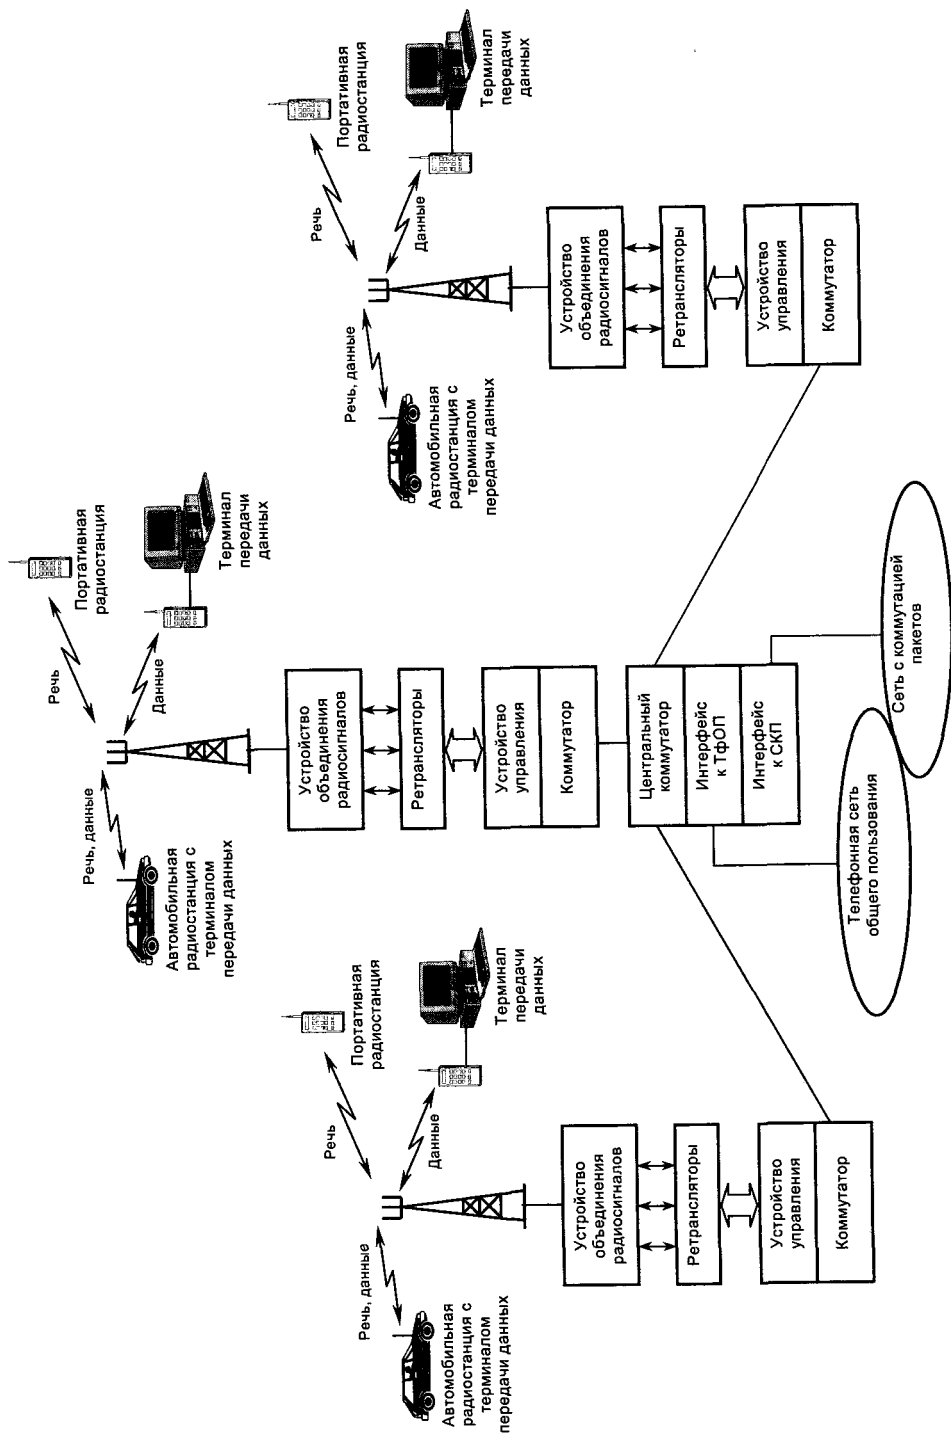 Речь, данные
Речь
Портативная
радиостанция
Данные
Автомобильная
радиостанция с
терминалом
передачи данных
Терминал
передачи
данных
Устройство
объединения
радиосигналов
Ретрансляторы
Устройство
управления
Коммутатор
Речь, данные
Речь
Портативная
радиостанция
Данные
Автомобильная
радиостанция с
терминалом
передачи данных
Терминал
передачи
данных
Устройство
объединения
радиосигналов
Ретрансляторы
Устройство
управления
Коммутатор
Речь, данные
Речь
Портативная
радиостанция
Данные
Автомобильная
радиостанция с
терминалом
передачи данных
Терминал
передачи
данных
Устройство
объединения
радиосигналов
Ретрансляторы
Устройство
управления
Коммутатор
Центральный
коммутатор
Интерфейс
к ТфОП
Интерфейс
к СКП
Телефонная сеть
общего пользования
Сеть с коммутацией
пакетов